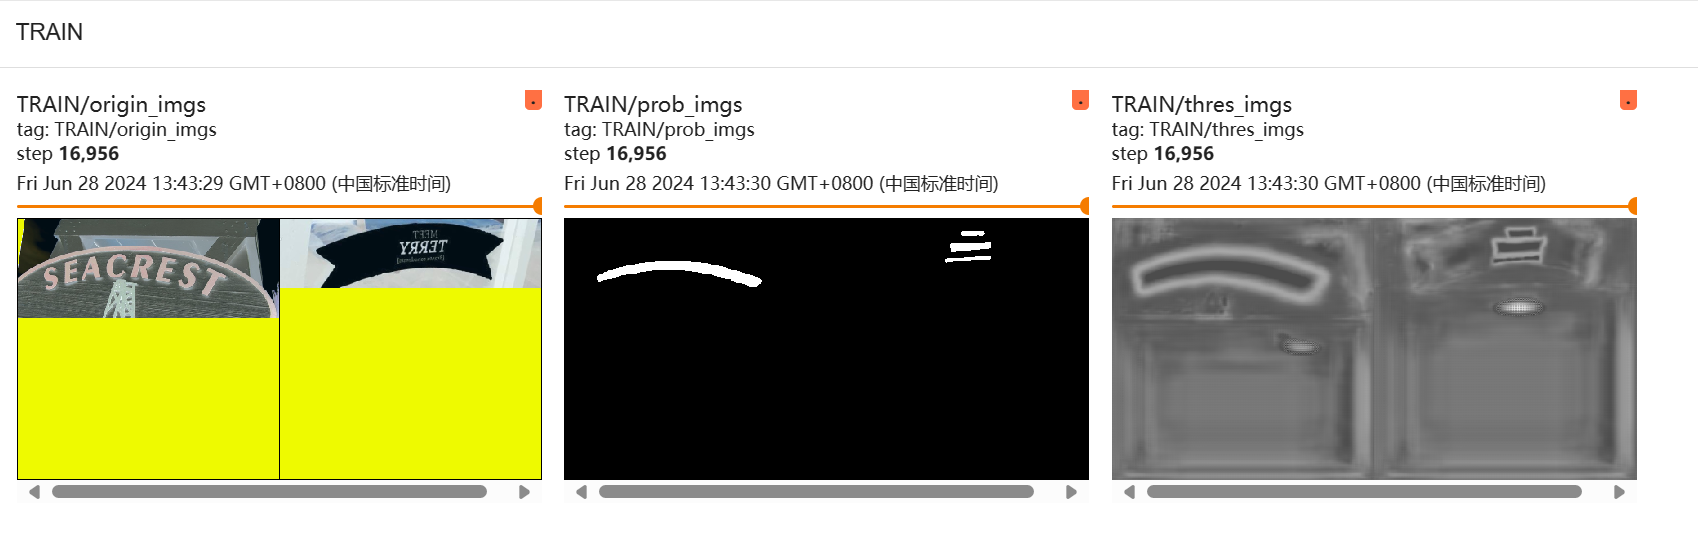 TRAIN
TRAIN/origin_imgs
tag: TRAIN/origin_imgs
step 16,956
Fri Jun 28 2024 13:43:29 GMT+0800 (中国标准时间)
SEACREST
MEET
TERRY
TRAIN/prob_imgs
tag: TRAIN/prob_imgs
step 16,956
Fri Jun 28 2024 13:43:30 GMT+0800 (中国标准时间)
TRAIN/thres_imgs
tag: TRAIN/thres_imgs
step 16,956
Fri Jun 28 2024 13:43:30 GMT+0800 (中国标准时间)